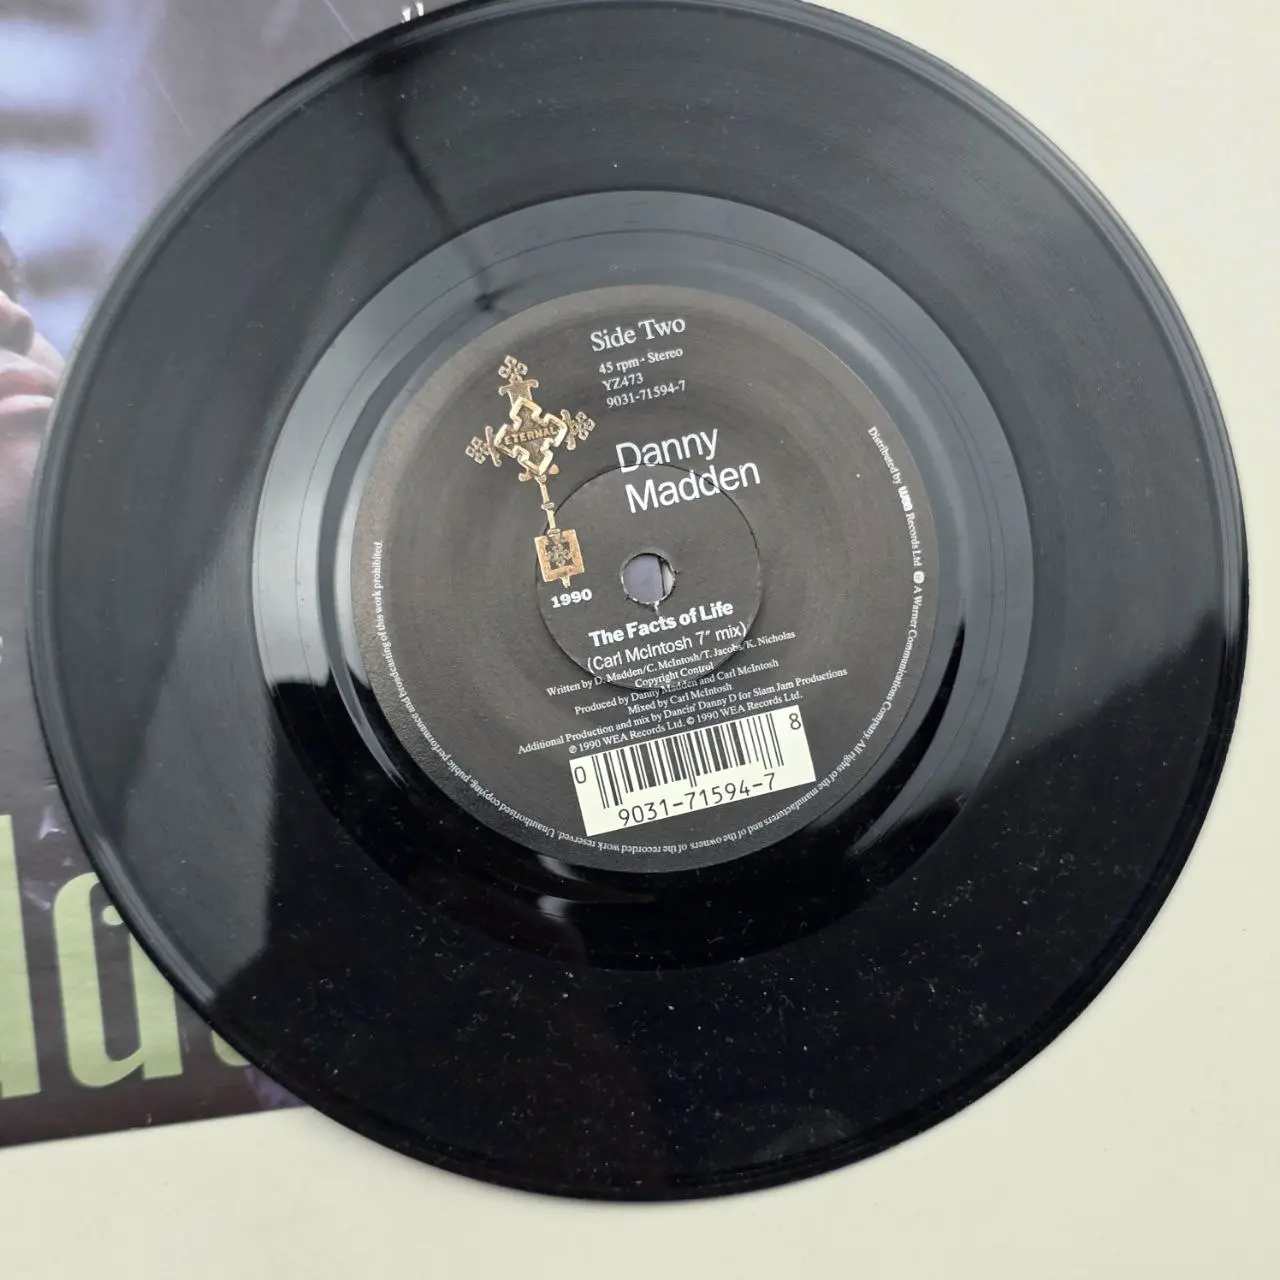 Side Two
45 rpm · Stereo
YZ473
9031-71594-7
ETERNAL
Danny
Madden
1990
The Facts of Life
(Carl McIntosh 7" mix)
Written by D. Madden/C. McIntosh/T. Jacobs/K. Nicholas
Copyright Control
Produced by Danny Madden and Carl McIntosh
Mixed by Carl McIntosh
Additional Production and mix by Dancin' Danny D for Slam Jam Productions
℗ 1990 WEA Records Ltd. © 1990 WEA Records Ltd.
0 8
9031-71594-7
Distributed by wea Records Ltd. A Warner Communications Company. All rights of the manufacturers and of the owners of the recorded work reserved. Unauthorised copying, public performance and broadcasting of this work prohibited.